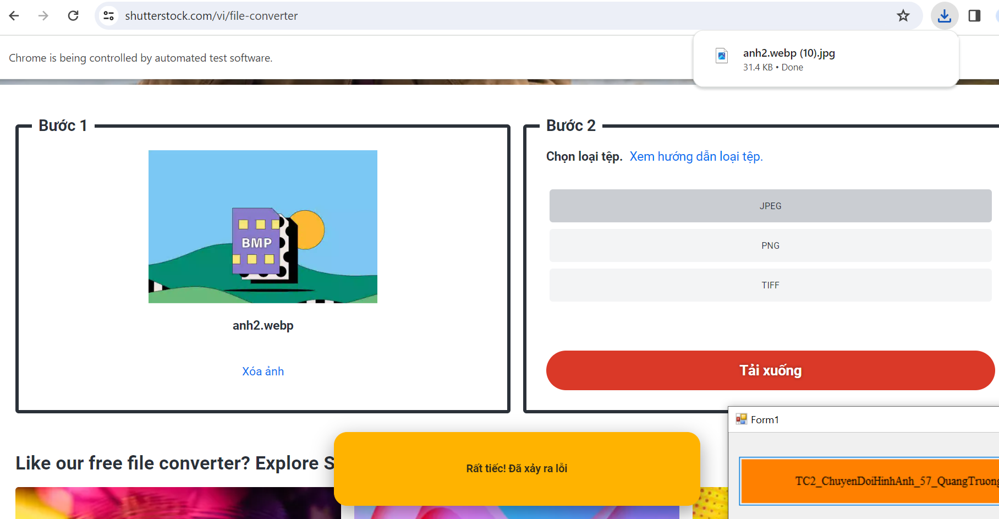 shutterstock.com/vi/file-converter
Chrome is being controlled by automated test software.
anh2.webp (10).jpg
31.4 KB • Done
Bước 1
BMP
anh2.webp
Xóa ảnh
Bước 2
Chọn loại tệp. Xem hướng dẫn loại tệp.
JPEG
PNG
TIFF
Tải xuống
Form1
TC2_ChuyenDoiHinhAnh_57_QuangTruong
Like our free file converter? Explore S
Rất tiếc! Đã xảy ra lỗi